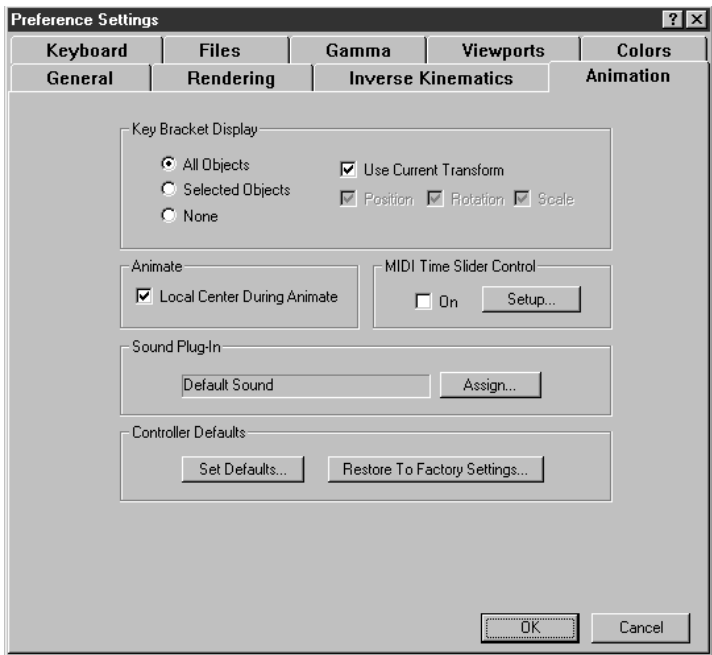 Preference Settings ? ×
Keyboard Files Gamma Viewports Colors
General Rendering Inverse Kinematics Animation
Key Bracket Display
All Objects
Selected Objects
None
Use Current Transform
Position Rotation Scale
Animate
Local Center During Animate
MIDI Time Slider Control
On Setup...
Sound Plug-In
Default Sound Assign...
Controller Defaults
Set Defaults... Restore To Factory Settings...
OK Cancel